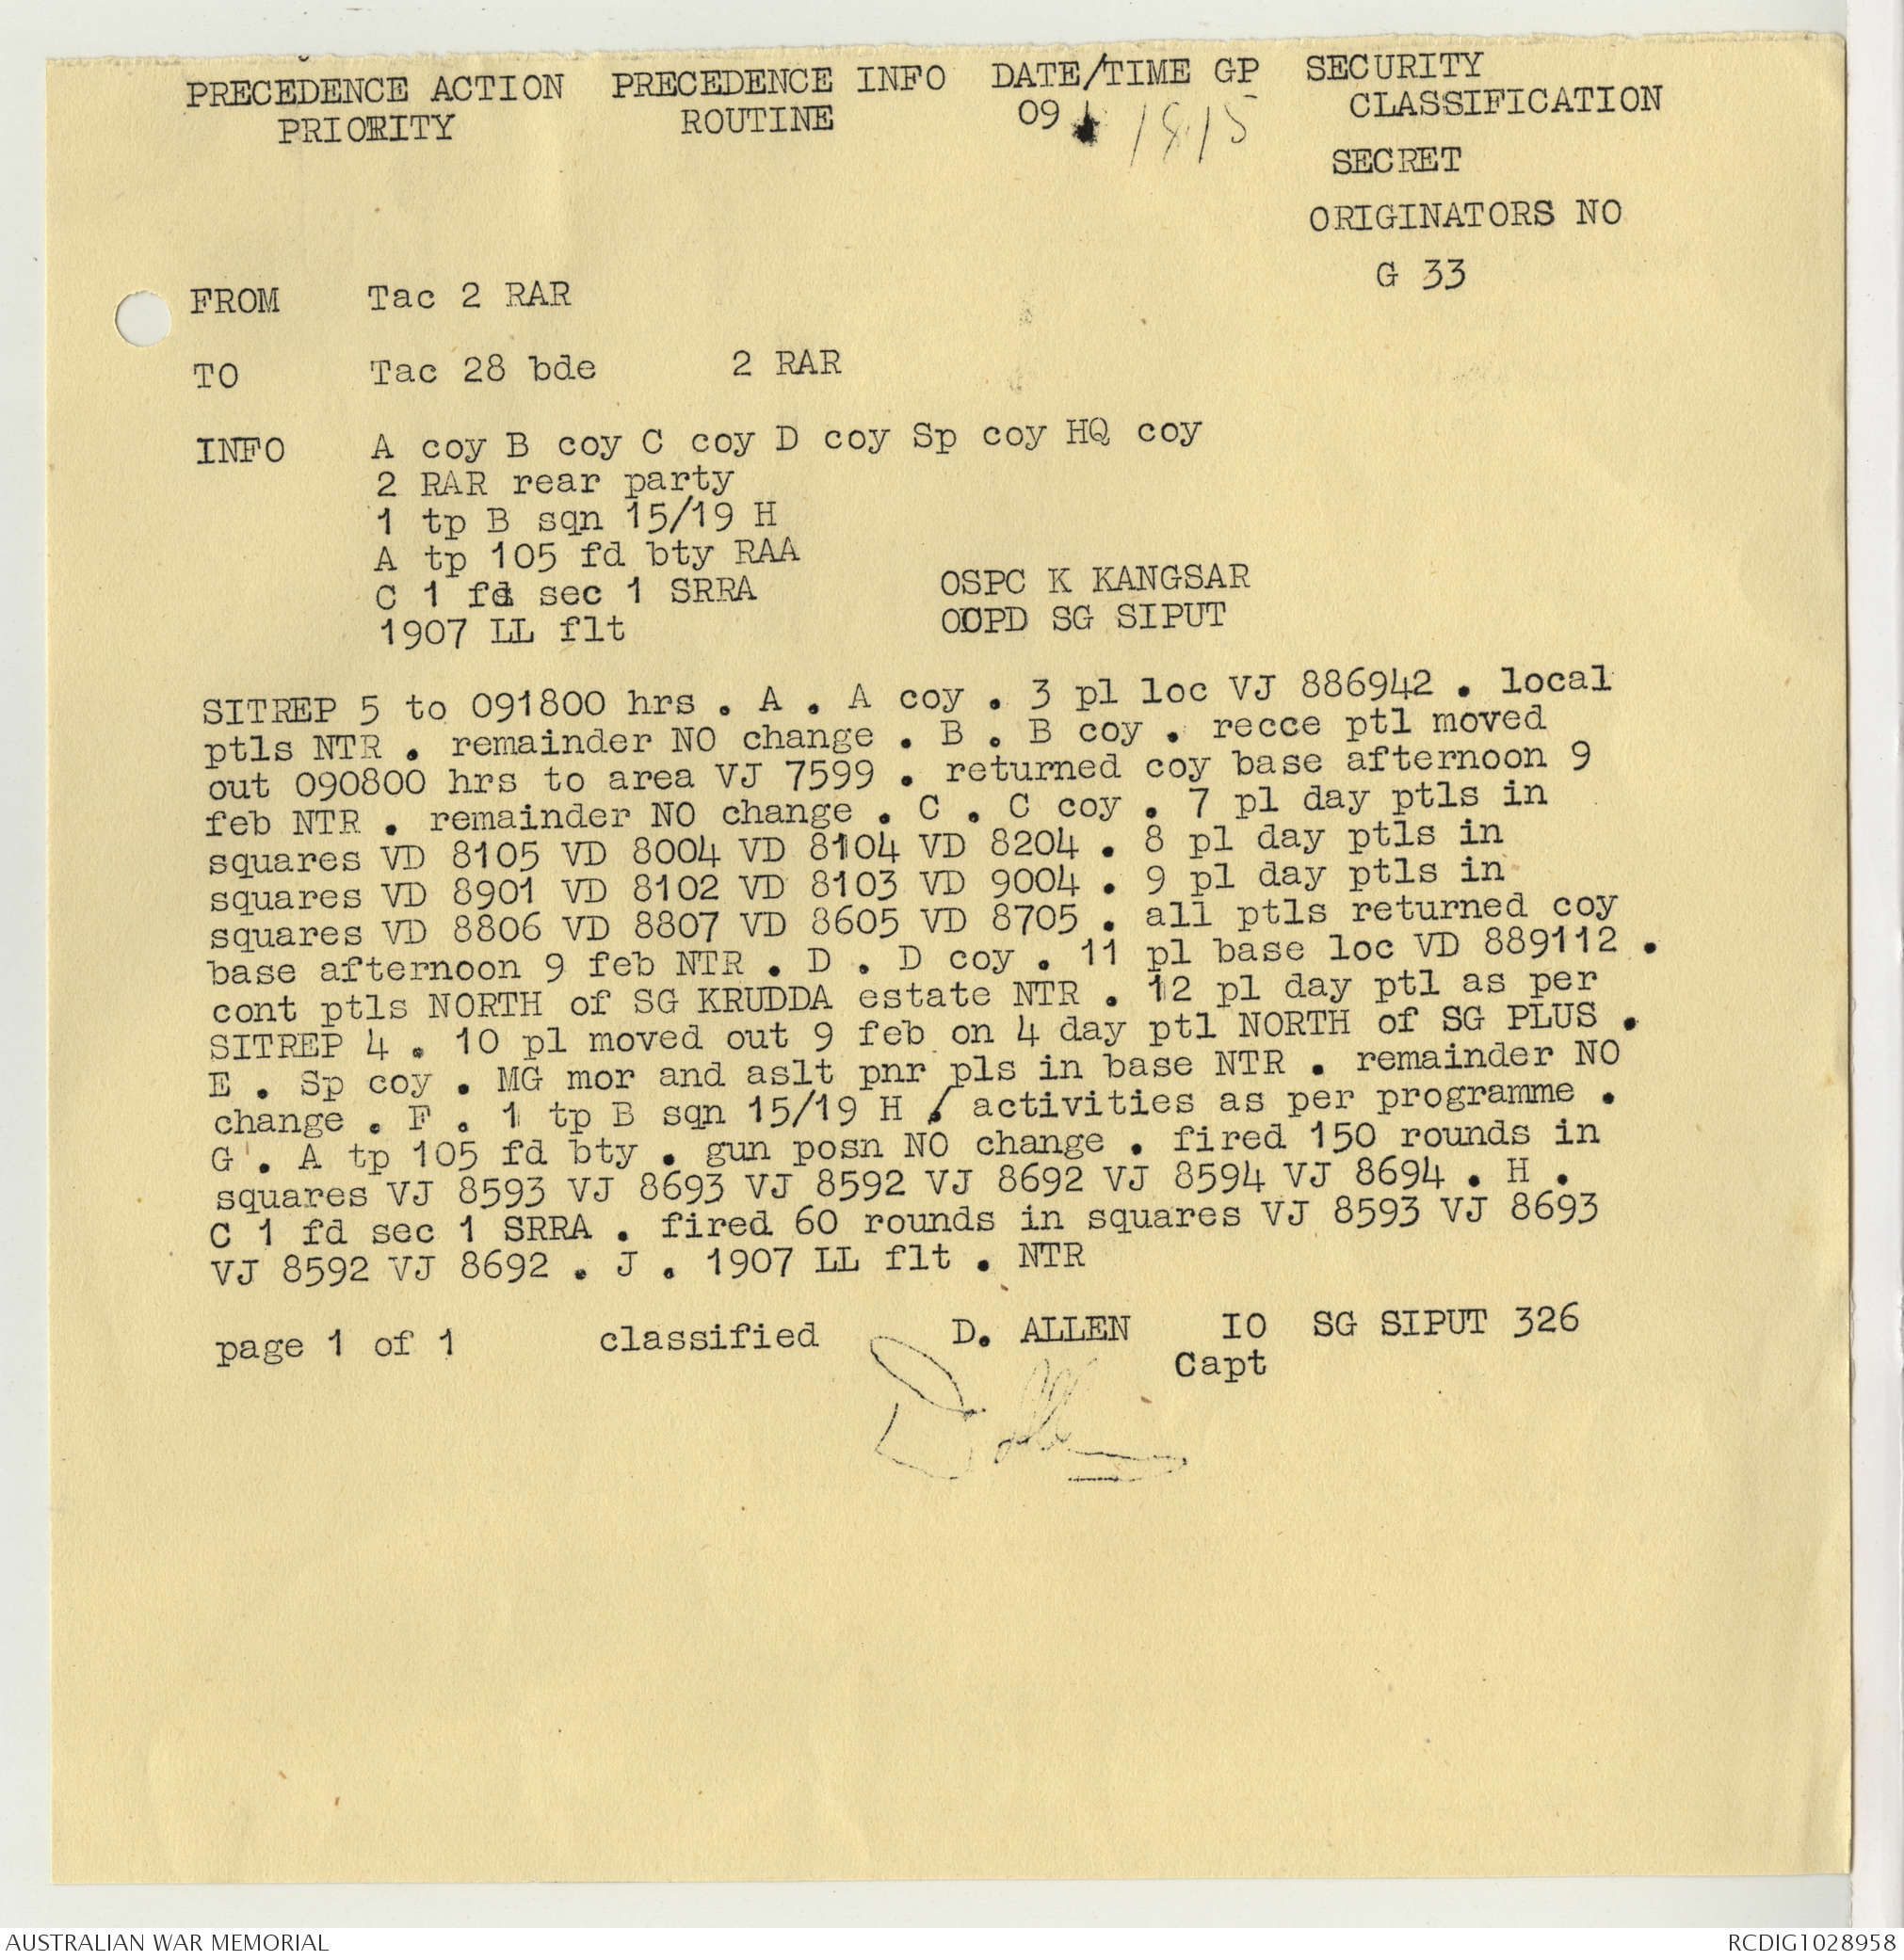 PRECEDENCE ACTION PRECEDENCE INFO DATE/TIME GP SECURITY
CLASSIFICATION
PRIORITY ROUTINE 09 1815
SECRET
ORIGINATORS NO
G 33
FROM Tac 2 RAR
TO Tac 28 bde 2 RAR
INFO A coy B coy C coy D coy Sp coy HQ coy
2 RAR rear party
1 tp B sqn 15/19 H
A tp 105 fd bty RAA
C 1 fd sec 1 SRRA OSPC K KANGSAR
1907 LL flt OCPD SG SIPUT
SITREP 5 to 091800 hrs . A . A coy . 3 pl loc VJ 886942 . local
ptls NTR . remainder NO change . B . B coy . recce ptl moved
out 090800 hrs to area VJ 7599 . returned coy base afternoon 9
feb NTR . remainder NO change . C . C coy . 7 pl day ptls in
squares VD 8105 VD 8004 VD 8104 VD 8204 . 8 pl day ptls in
squares VD 8901 VD 8102 VD 8103 VD 9004 . 9 pl day ptls in
squares VD 8806 VD 8807 VD 8605 VD 8705 . all ptls returned coy
base afternoon 9 feb NTR . D . D coy . 11 pl base loc VD 889112 .
cont ptls NORTH of SG KRUDDA estate NTR . 12 pl day ptl as per
SITREP 4 . 10 pl moved out 9 feb on 4 day ptl NORTH of SG PLUS .
E . Sp coy . MG mor and aslt pnr pls in base NTR . remainder NO
change . F . 1 tp B sqn 15/19 H . activities as per programme .
G . A tp 105 fd bty . gun posn NO change . fired 150 rounds in
squares VJ 8593 VJ 8693 VJ 8592 VJ 8692 VJ 8594 VJ 8694 . H .
C 1 fd sec 1 SRRA . fired 60 rounds in squares VJ 8593 VJ 8693
VJ 8592 VJ 8692 . J . 1907 LL flt . NTR
page 1 of 1 classified D. ALLEN IO SG SIPUT 326
Capt
AUSTRALIAN WAR MEMORIAL RCDIG1028958